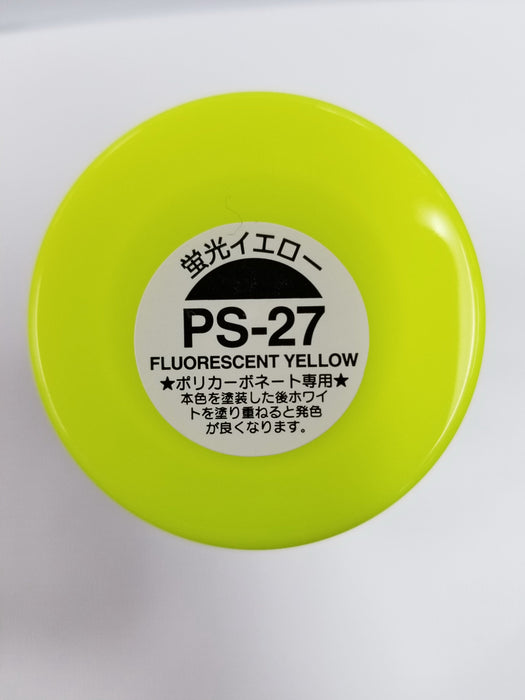 蛍光イエロー
PS-27
FLUORESCENT YELLOW
★ポリカーボネート専用★
本色を塗装した後ホワイ
トを塗り重ねると発色
が良くなります。